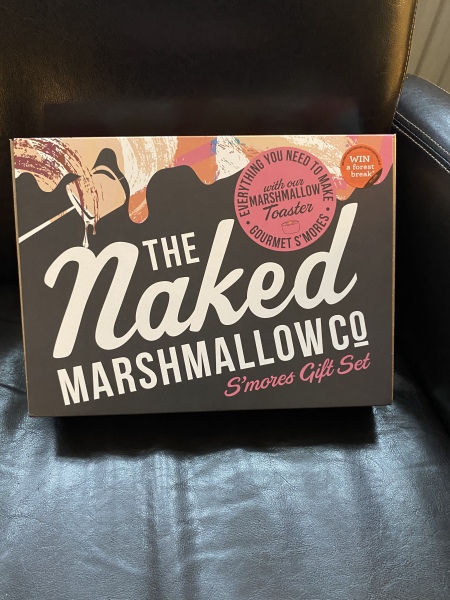 WIN
a forest
break!
EVERYTHING YOU NEED TO MAKE
with our
MARSHMALLOW
Toaster
GOURMET S'MORES
THE
Naked
MARSHMALLOW CO
S'mores Gift Set